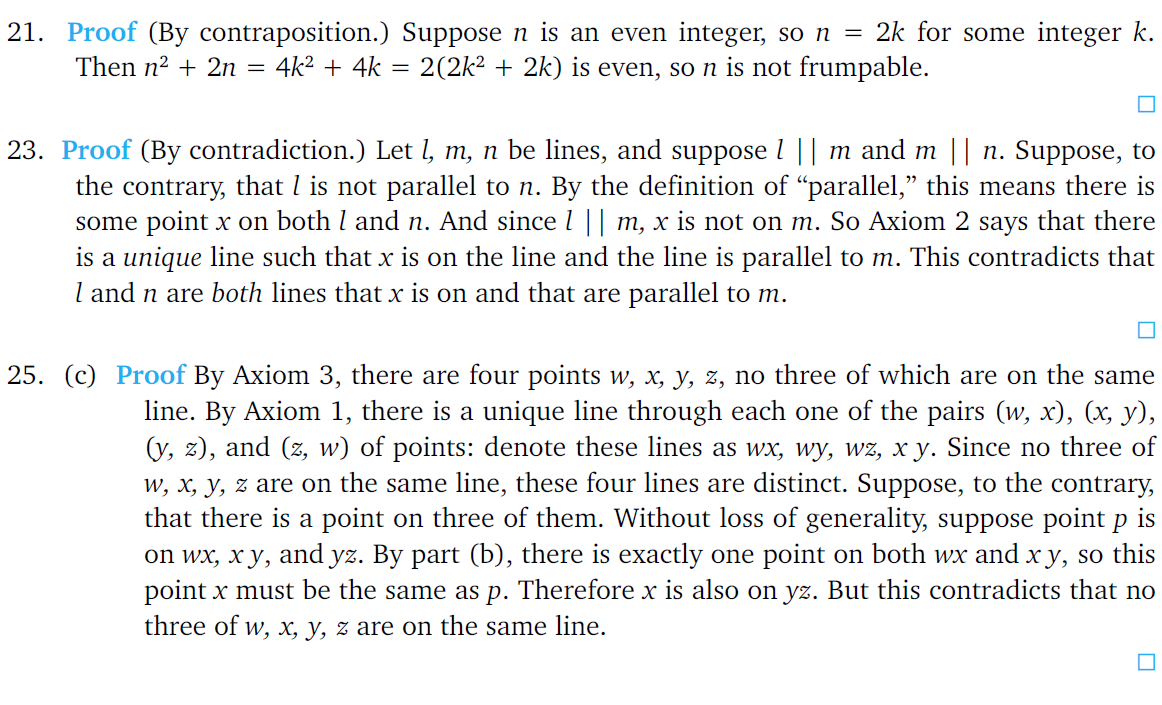 21. Proof (By contraposition.) Suppose n is an even integer, so n = 2k for some integer k.
Then n² + 2n = 4k² + 4k = 2(2k² + 2k) is even, so n is not frumpable.
□
23. Proof (By contradiction.) Let l, m, n be lines, and suppose l || m and m || n. Suppose, to
the contrary, that l is not parallel to n. By the definition of “parallel,” this means there is
some point x on both l and n. And since l || m, x is not on m. So Axiom 2 says that there
is a unique line such that x is on the line and the line is parallel to m. This contradicts that
l and n are both lines that x is on and that are parallel to m.
□
25. (c) Proof By Axiom 3, there are four points w, x, y, z, no three of which are on the same
line. By Axiom 1, there is a unique line through each one of the pairs (w, x), (x, y),
(y, z), and (z, w) of points: denote these lines as wx, wy, wz, x y. Since no three of
w, x, y, z are on the same line, these four lines are distinct. Suppose, to the contrary,
that there is a point on three of them. Without loss of generality, suppose point p is
on wx, x y, and yz. By part (b), there is exactly one point on both wx and x y, so this
point x must be the same as p. Therefore x is also on yz. But this contradicts that no
three of w, x, y, z are on the same line.
□